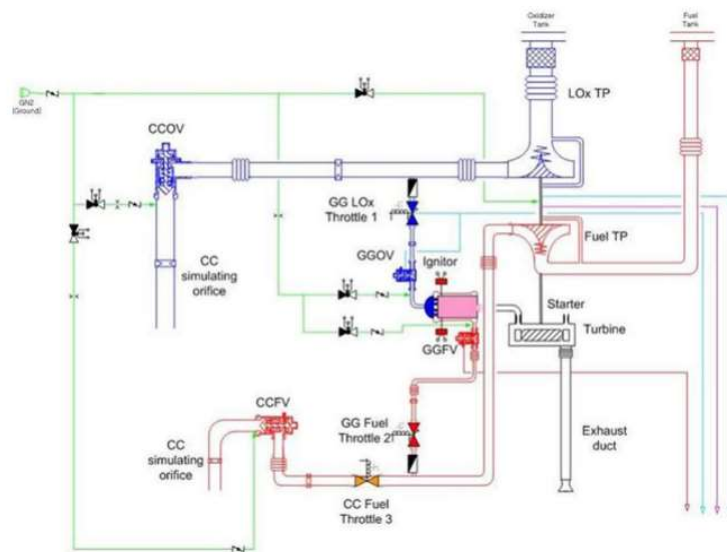 Oxidizer
Tank
Fuel
Tank
LOx TP
GN2
(Ground)
CCOV
GG LOx
Throttle 1
Fuel TP
CC
simulating
orifice
GGOV
Ignitor
Starter
Turbine
GGFV
CCFV
GG Fuel
Throttle 2
CC
simulating
orifice
Exhaust
duct
CC Fuel
Throttle 3